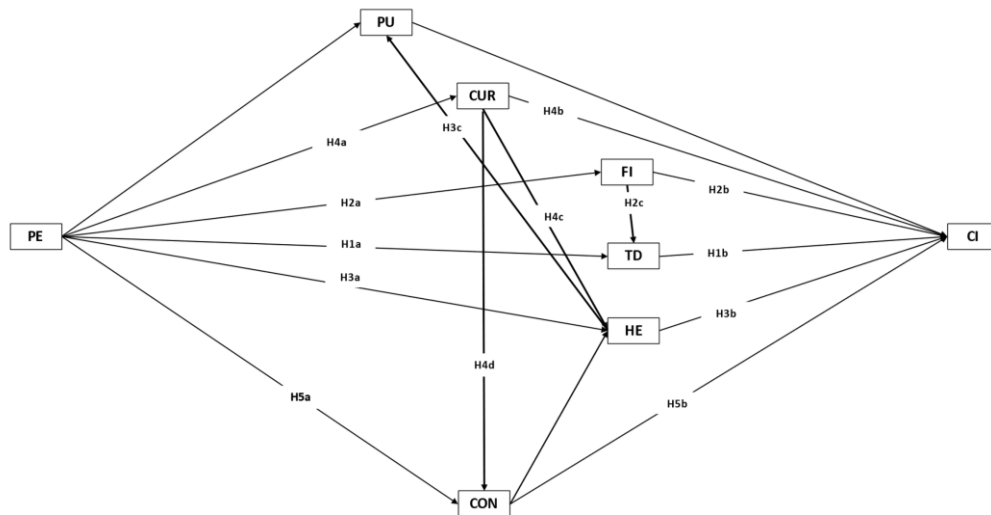 PU
CUR
H4b
H3c
H4a
FI
H2b
H2a
H2c
H4c
PE
CI
H1a
TD
H1b
H3a
H3b
HE
H4d
H5a
H5b
CON